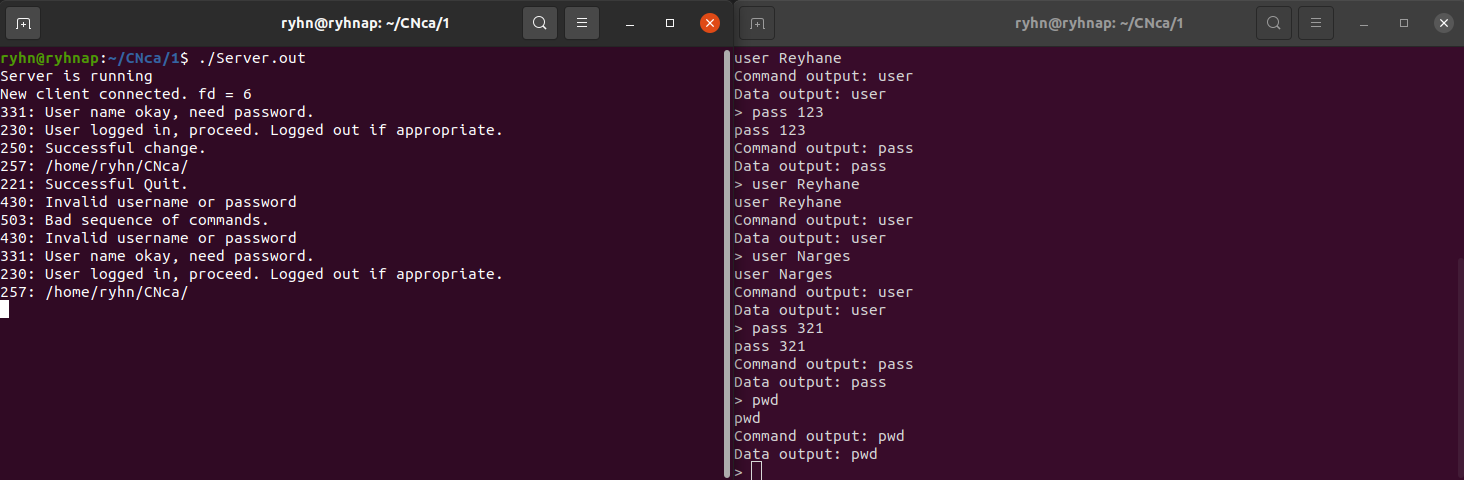 ryhn@ryhnap: ~/CNca/1
ryhn@ryhnap:~/CNca/1$ ./Server.out
Server is running
New client connected. fd = 6
331: User name okay, need password.
230: User logged in, proceed. Logged out if appropriate.
250: Successful change.
257: /home/ryhn/CNca/
221: Successful Quit.
430: Invalid username or password
503: Bad sequence of commands.
430: Invalid username or password
331: User name okay, need password.
230: User logged in, proceed. Logged out if appropriate.
257: /home/ryhn/CNca/
ryhn@ryhnap: ~/CNca/1
user Reyhane
Command output: user
Data output: user
> pass 123
pass 123
Command output: pass
Data output: pass
> user Reyhane
user Reyhane
Command output: user
Data output: user
> user Narges
user Narges
Command output: user
Data output: user
> pass 321
pass 321
Command output: pass
Data output: pass
> pwd
pwd
Command output: pwd
Data output: pwd
>